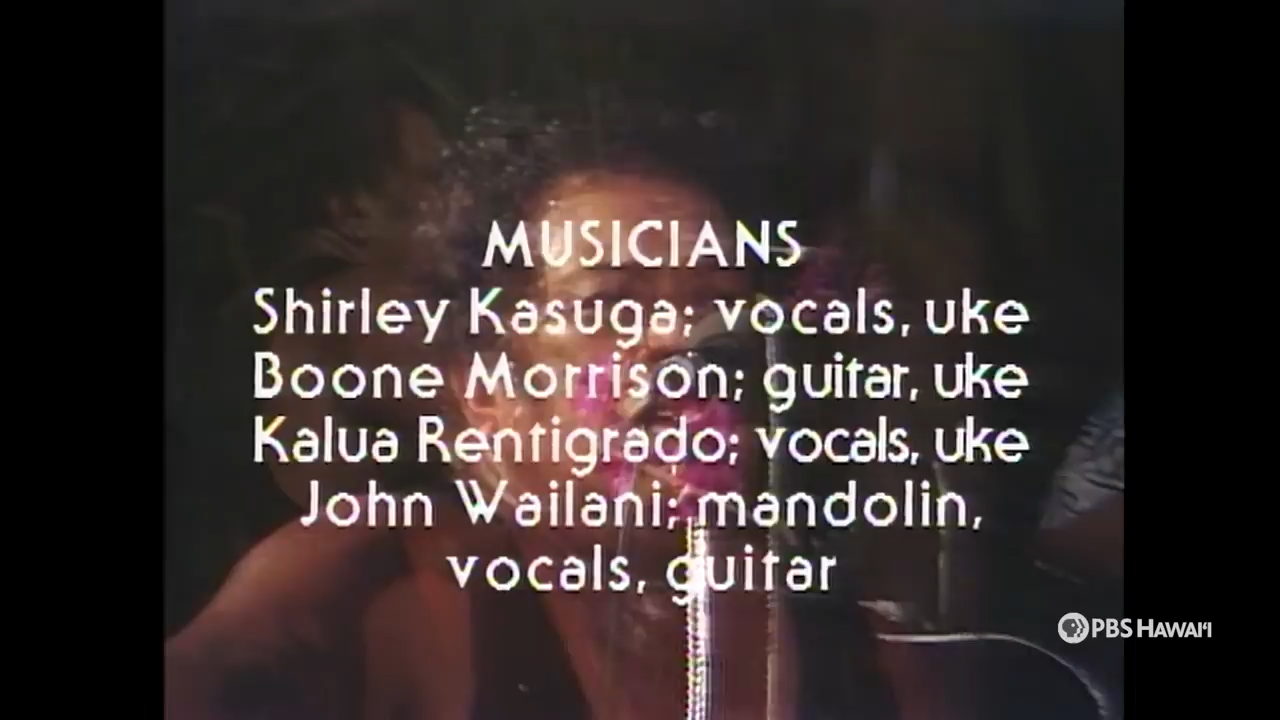 MUSICIANS
Shirley Kasuga; vocals, uke
Boone Morrison; guitar, uke
Kalua Rentigrado; vocals, uke
John Wailani; mandolin,
vocals, guitar
PBS HAWAIʻI